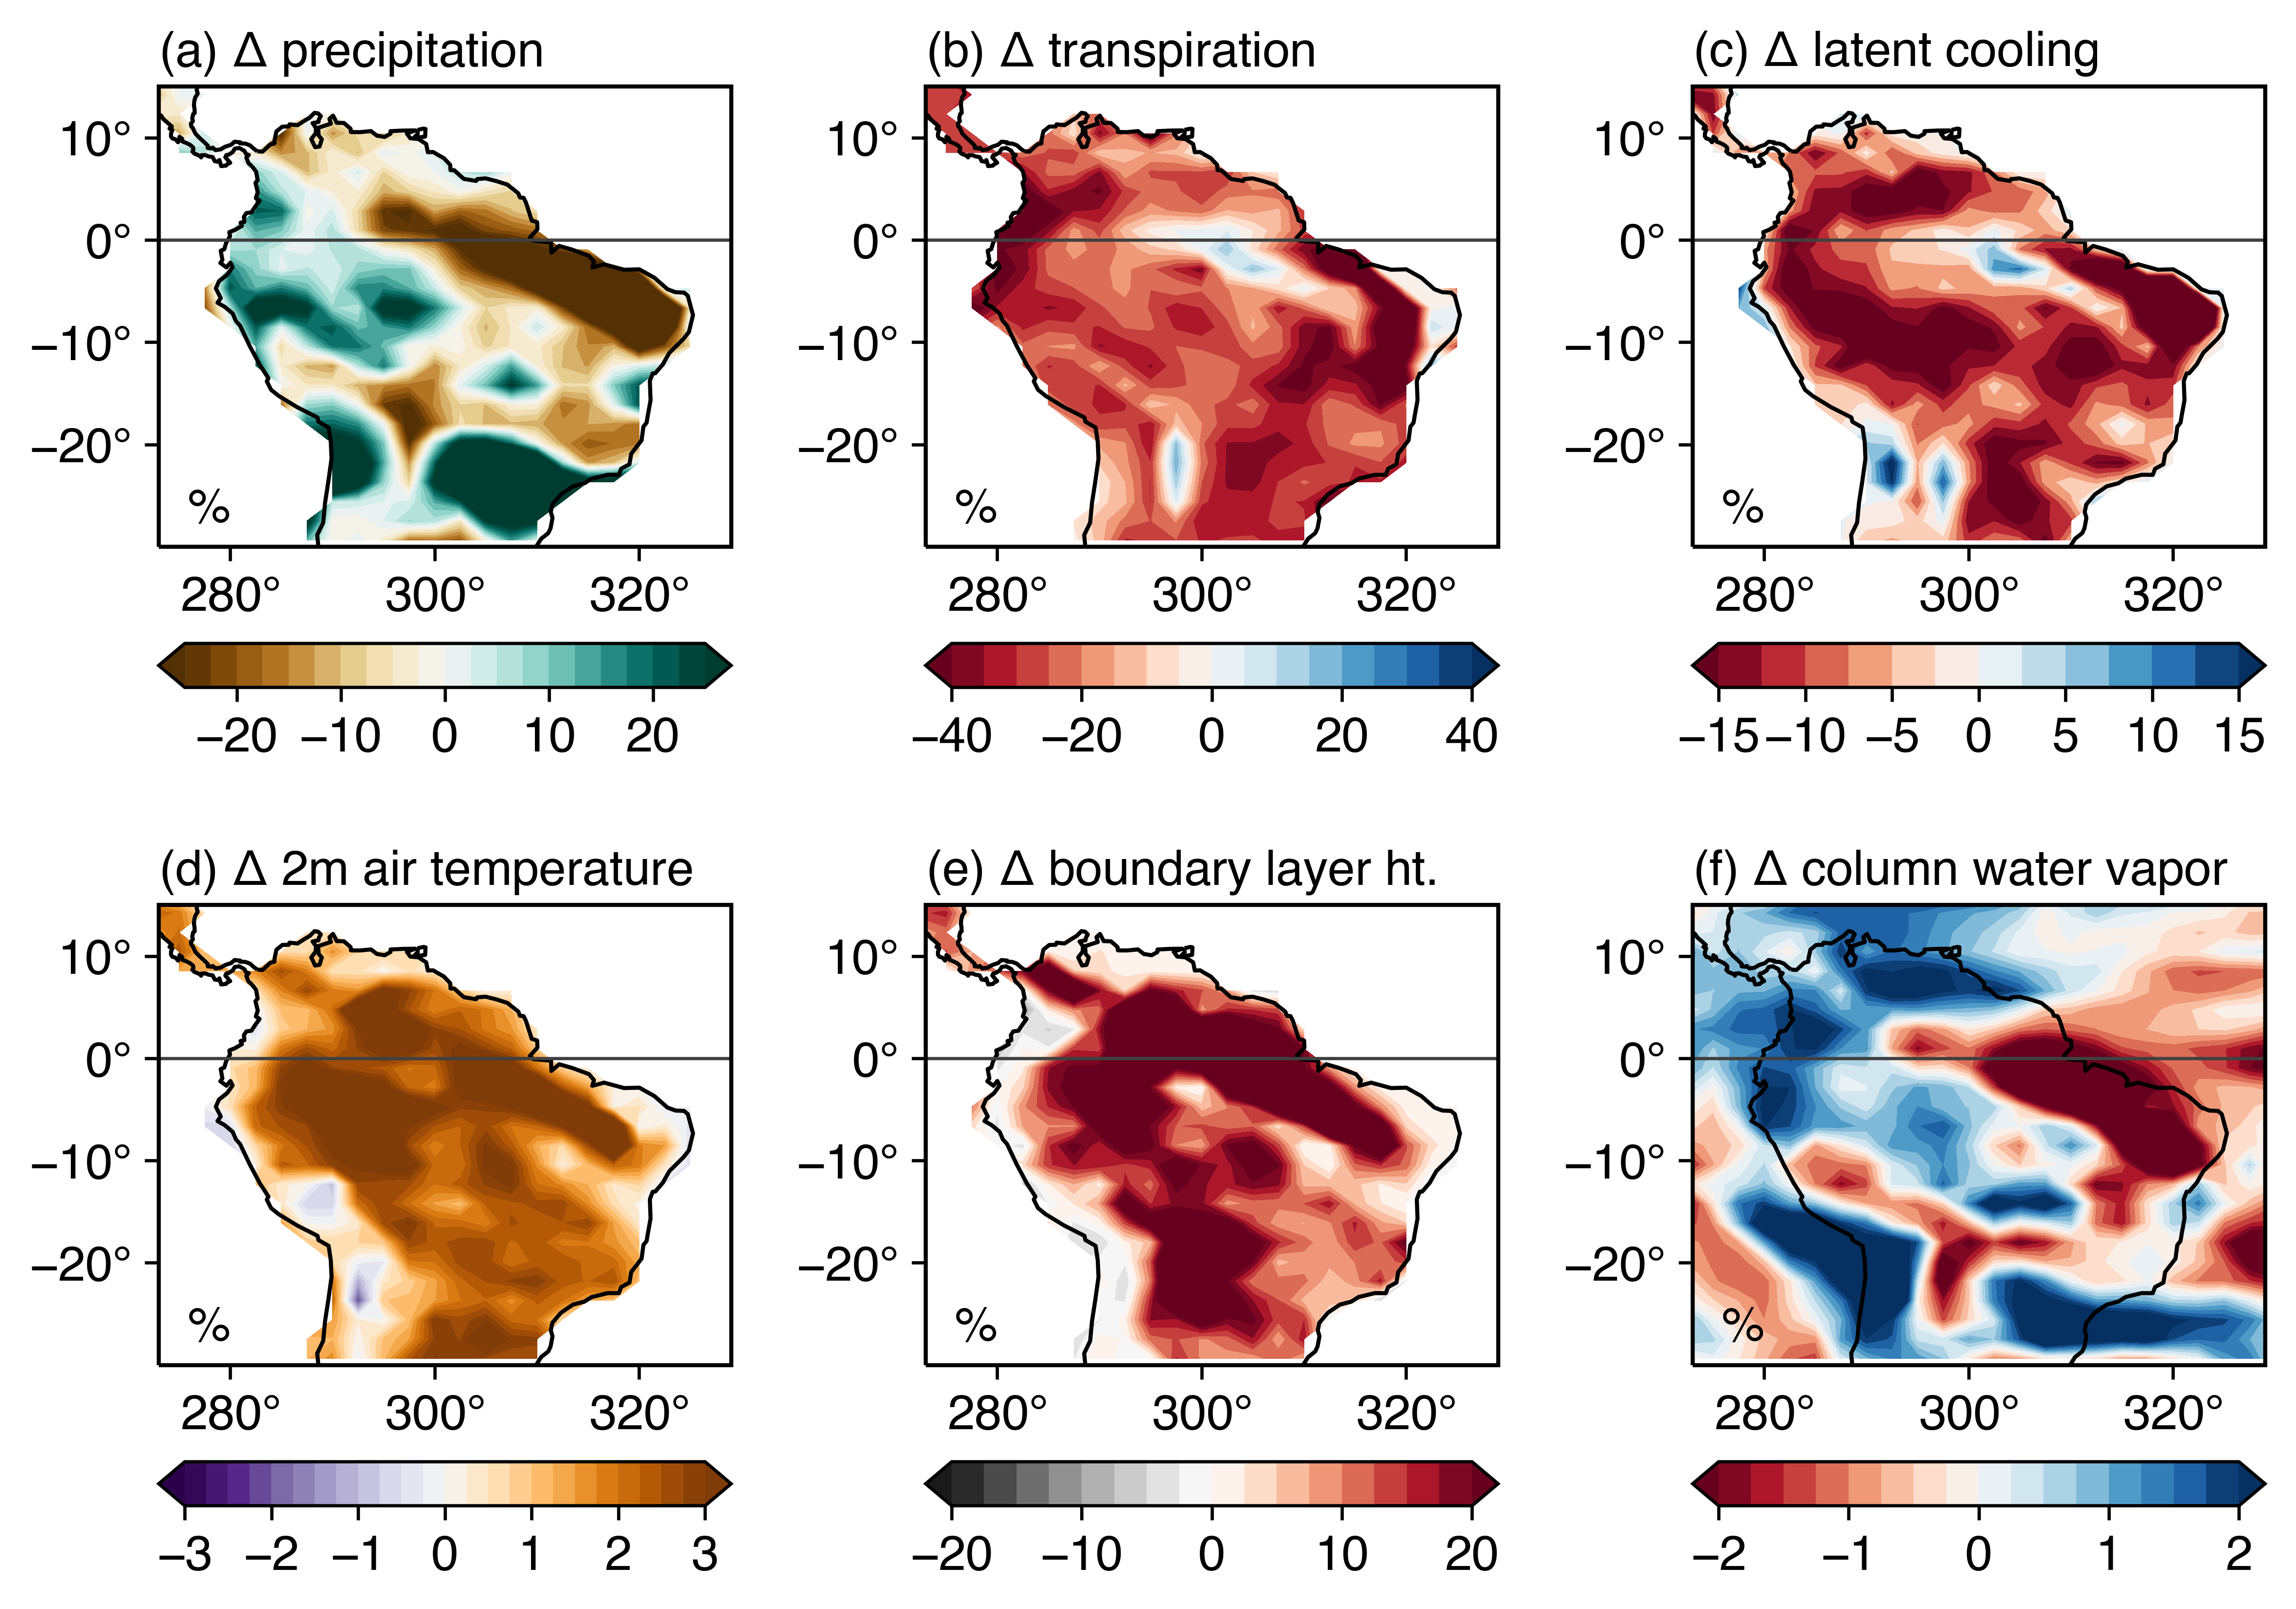 (a) Δ precipitation
10°
0°
−10°
−20°
%
280° 300° 320°
−20 −10 0 10 20
(b) Δ transpiration
10°
0°
−10°
−20°
%
280° 300° 320°
−40 −20 0 20 40
(c) Δ latent cooling
10°
0°
−10°
−20°
%
280° 300° 320°
−15 −10 −5 0 5 10 15
(d) Δ 2m air temperature
10°
0°
−10°
−20°
%
280° 300° 320°
−3 −2 −1 0 1 2 3
(e) Δ boundary layer ht.
10°
0°
−10°
−20°
%
280° 300° 320°
−20 −10 0 10 20
(f) Δ column water vapor
10°
0°
−10°
−20°
%
280° 300° 320°
−2 −1 0 1 2